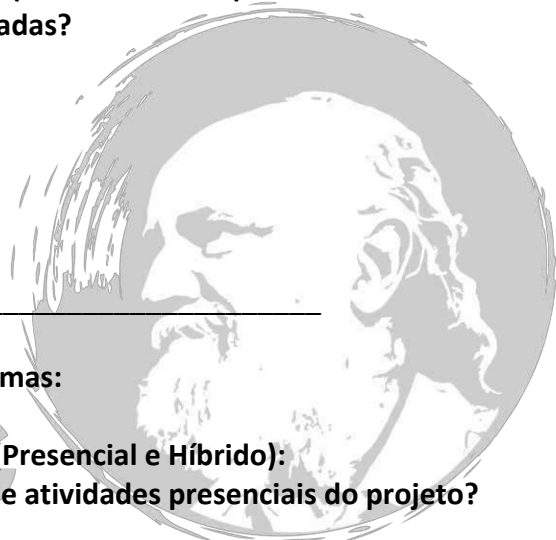 adas?
mas:
Presencial e Híbrido):
e atividades presenciais do projeto?